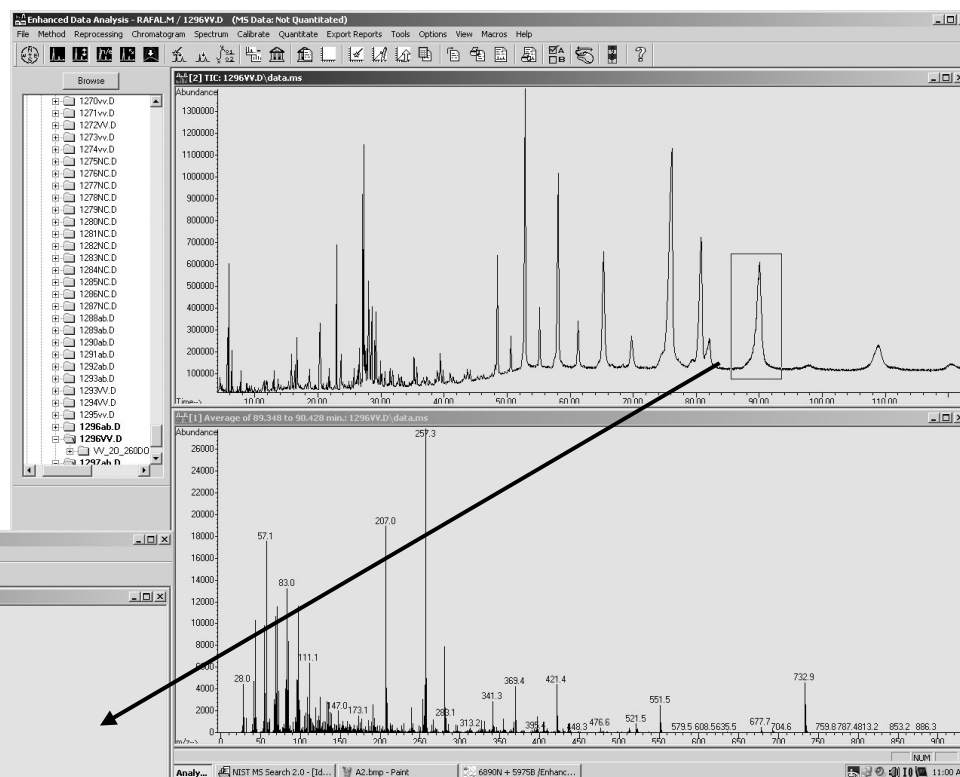 Enhanced Data Analysis - RAFAL.M / 1296VV.D (MS Data: Not Quantitated)
File Method Reprocessing Chromatogram Spectrum Calibrate Quantitate Export Reports Tools Options View Macros Help
Browse
1270vv.D
1271vv.D
1272VV.D
1273vv.D
1274vv.D
1275NC.D
1276NC.D
1277NC.D
1278NC.D
1279NC.D
1280NC.D
1281NC.D
1282NC.D
1283NC.D
1284NC.D
1285NC.D
1286NC.D
1287NC.D
1288ab.D
1289ab.D
1290ab.D
1291ab.D
1292ab.D
1293ab.D
1293VV.D
1294VV.D
1295vv.D
1296ab.D
1296VV.D
VV_2D_260DO
1297ab.D
[2] TIC: 1296VV.D\data.ms
Abundance
1300000
1200000
1100000
1000000
900000
800000
700000
600000
500000
400000
300000
200000
100000
Time-->
10.00 20.00 30.00 40.00 50.00 60.00 70.00 80.00 90.00 100.00 110.00
[1] Average of 89.348 to 90.428 min.: 1296VV.D\data.ms
Abundance
26000
24000
22000
20000
18000
16000
14000
12000
10000
8000
6000
4000
2000
0
257.3
207.0
57.1
83.0
111.1
28.0
147.0
173.1
283.1
313.2
341.3
369.4
395.4
421.4
448.3
476.6
521.5
551.5
579.5
608.5
635.5
677.7
704.6
732.9
759.8
787.4
813.2
853.2
886.3
m/z-->
0 50 100 150 200 250 300 350 400 450 500 550 600 650 700 750 800 850 900
NUM
Analy... NIST MS Search 2.0 - [Id... A2.bmp - Paint 6890N + 5975B /Enhanc... 11:00 A